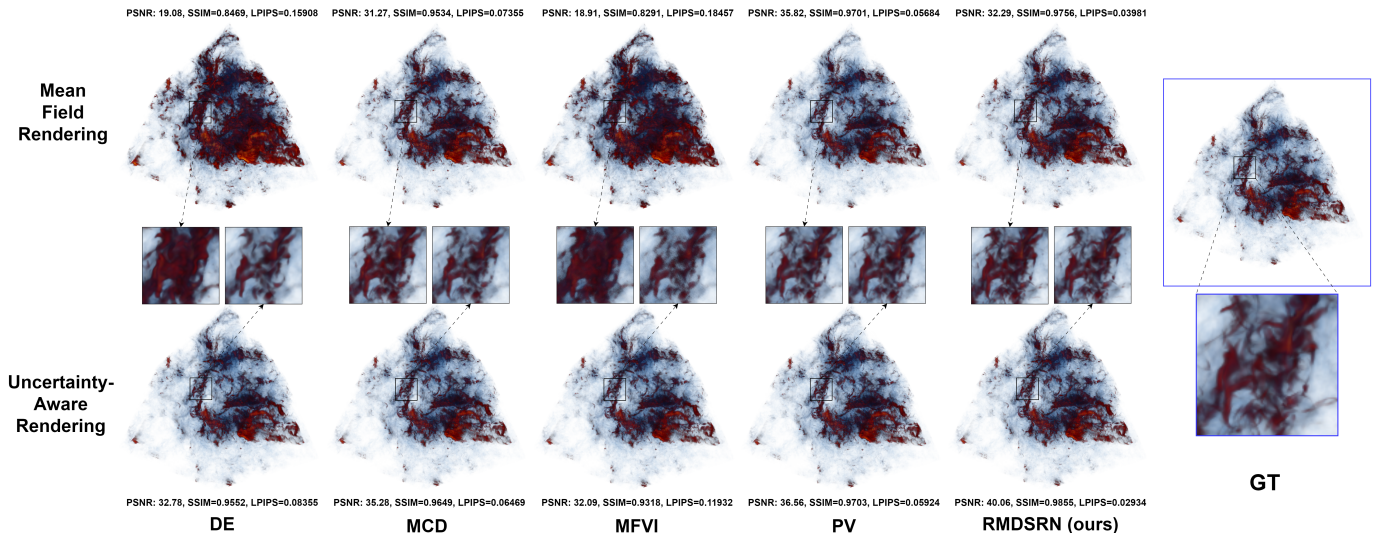 PSNR: 19.08, SSIM=0.8469, LPIPS=0.15908
PSNR: 31.27, SSIM=0.9534, LPIPS=0.07355
PSNR: 18.91, SSIM=0.8291, LPIPS=0.18457
PSNR: 35.82, SSIM=0.9701, LPIPS=0.05684
PSNR: 32.29, SSIM=0.9756, LPIPS=0.03981
Mean
Field
Rendering
Uncertainty-
Aware
Rendering
PSNR: 32.78, SSIM=0.9552, LPIPS=0.08355
PSNR: 35.28, SSIM=0.9649, LPIPS=0.06469
PSNR: 32.09, SSIM=0.9318, LPIPS=0.11932
PSNR: 36.56, SSIM=0.9703, LPIPS=0.05924
PSNR: 40.06, SSIM=0.9855, LPIPS=0.02934
DE
MCD
MFVI
PV
RMDSRN (ours)
GT